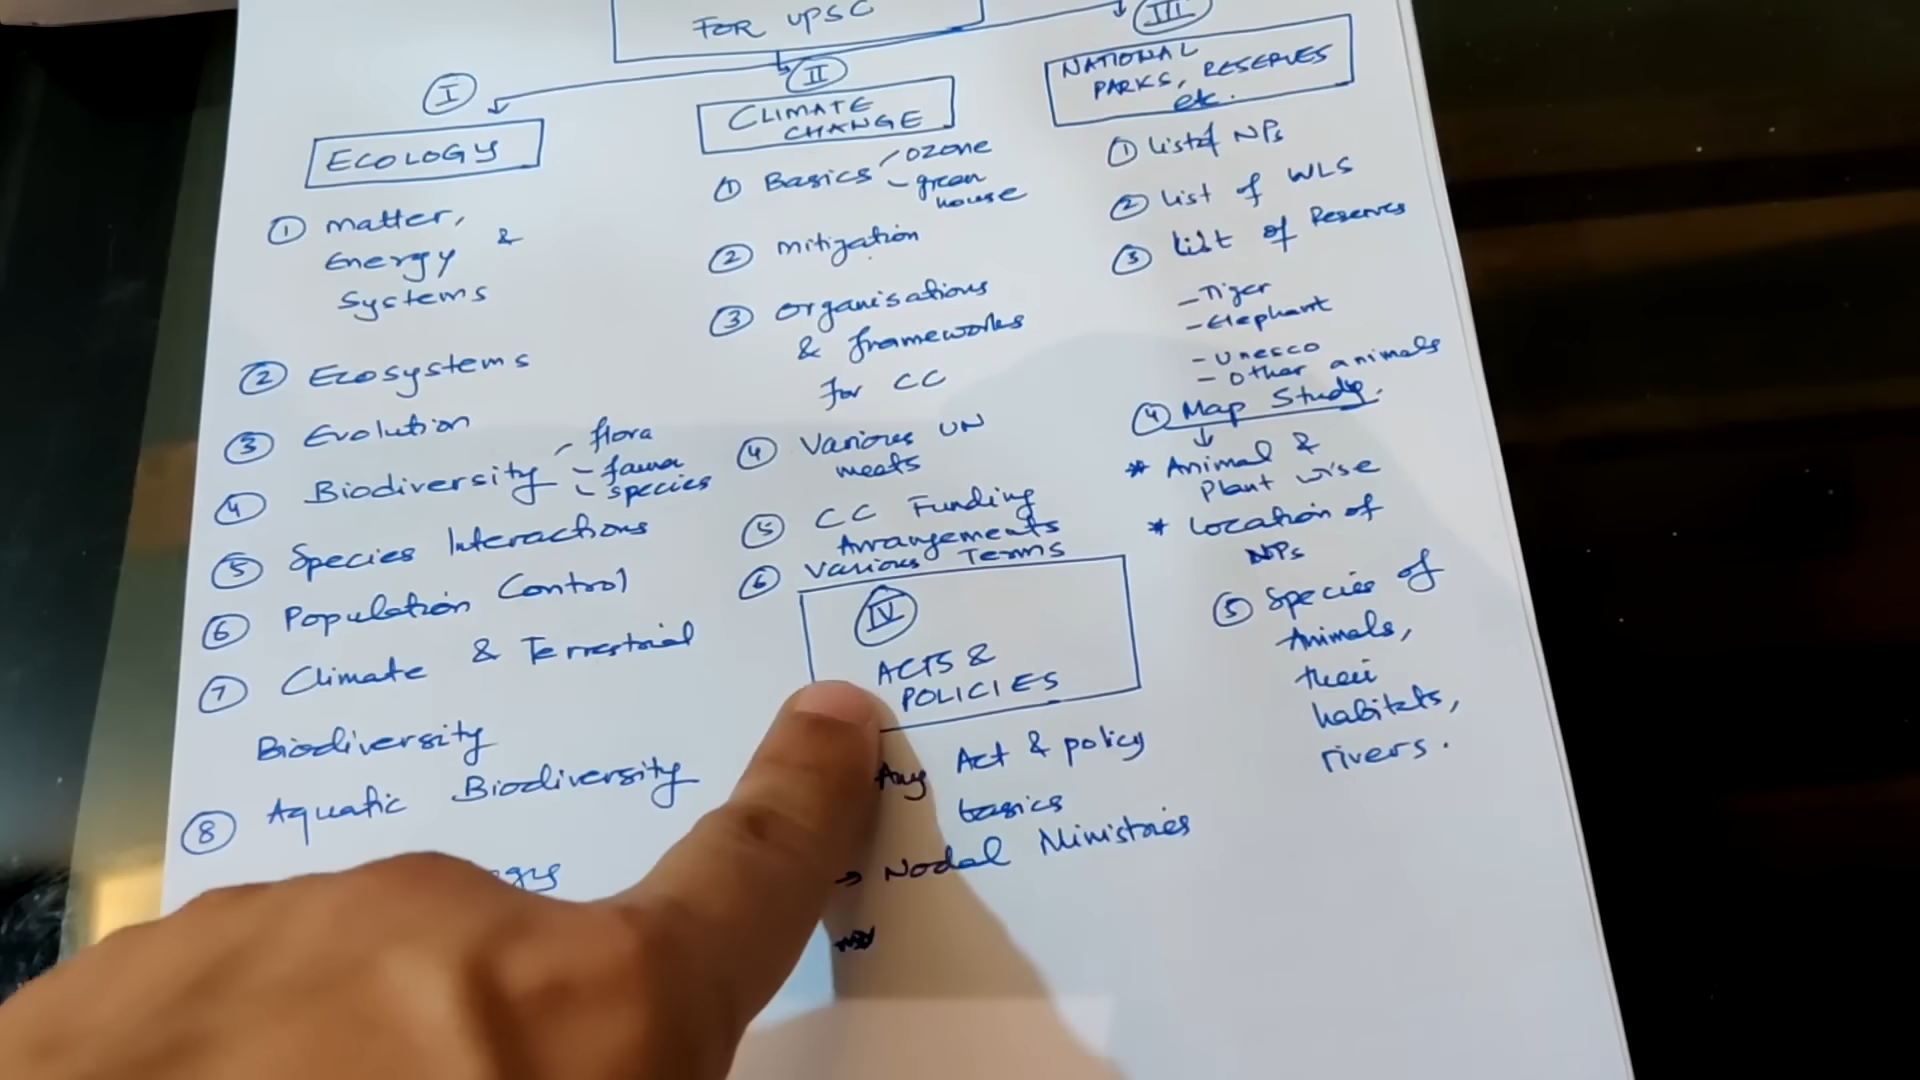 FOR UPSC
I
ECOLOGY
① matter,
Energy &
Systems
② Ecosystems
③ Evolution
④ Biodiversity - flora
- fauna
- species
⑤ Species Interactions
⑥ Population Control
⑦ Climate & Terrestrial
Biodiversity
⑧ Aquatic Biodiversity
II
CLIMATE
CHANGE
① Basics - ozone
- green
house
② mitigation
③ organisations
& frameworks
for CC
④ Various UN
meets
⑤ CC Funding
Arrangements
⑥ Various Terms
III
NATIONAL
PARKS, RESERVES
etc.
① List of NPs
② List of WLS
③ List of Reserves
- Tiger
- Elephant
- Unesco
- Other animals
④ Map Study.
* Animal &
Plant wise
* Location of
NPs
⑤ Species of
Animals,
their
habitats,
rivers.
IV
ACTS &
POLICIES
Any Act & policy
basics
→ Nodal Ministries